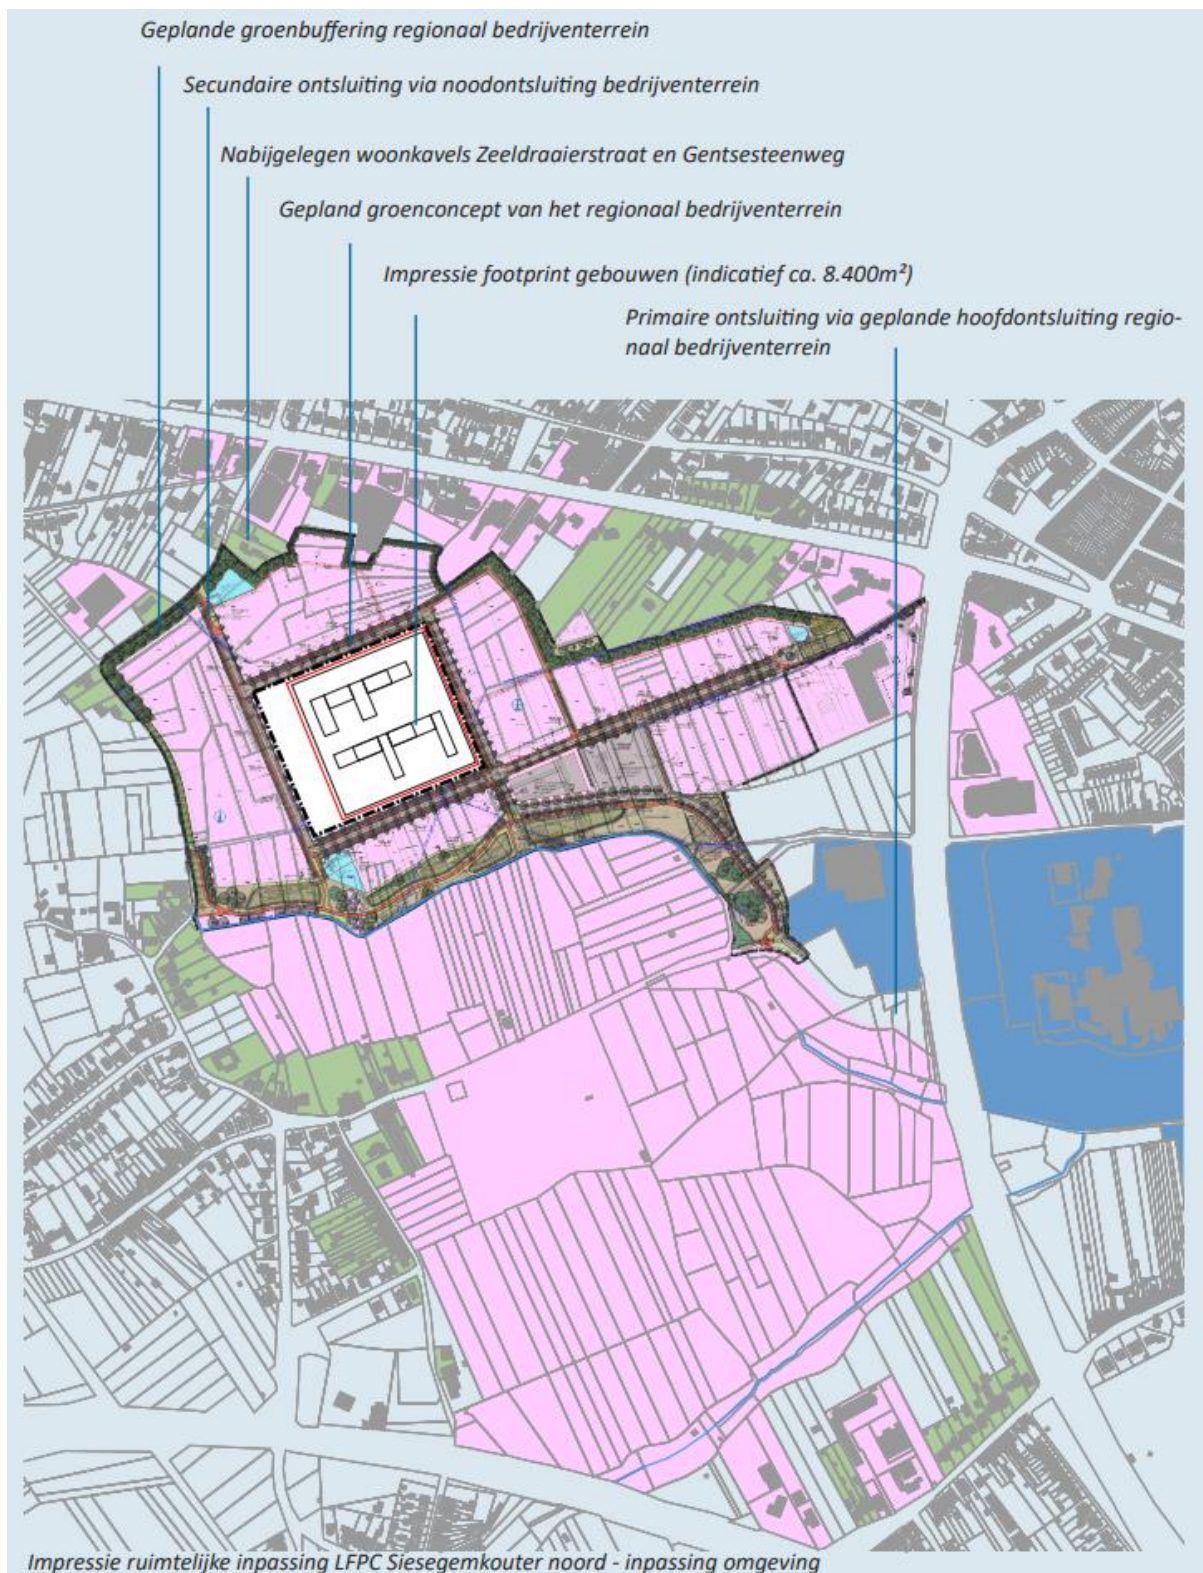 Geplande groenbuffering regionaal bedrijventerrein
Secundaire ontsluiting via noodontsluiting bedrijventerrein
Nabijgelegen woonkavels Zeeldraaierstraat en Gentsesteenweg
Gepland groenconcept van het regionaal bedrijventerrein
Impressie footprint gebouwen (indicatief ca. 8.400m²)
Primaire ontsluiting via geplande hoofdontsluiting regio-
naal bedrijventerrein
Impressie ruimtelijke inpassing LFPC Siesegemkouter noord - inpassing omgeving